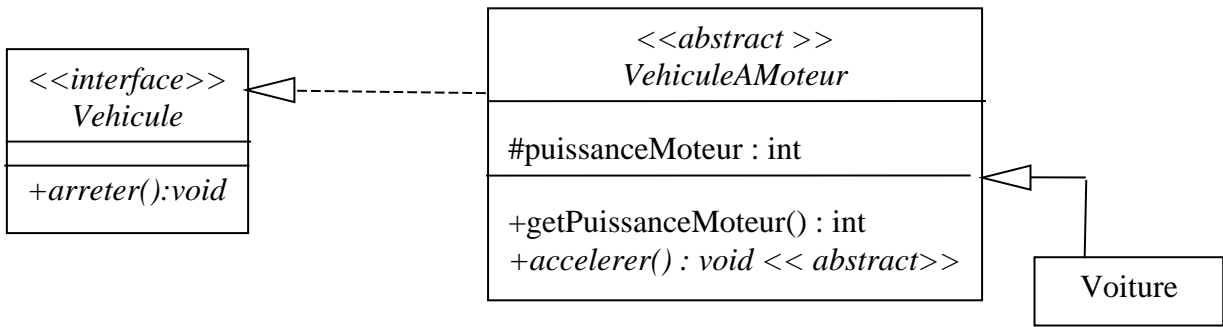 <<interface>>
Vehicule
+arreter():void
<<abstract >>
VehiculeAMoteur
#puissanceMoteur : int
+getPuissanceMoteur() : int
+accelerer() : void << abstract>>
Voiture